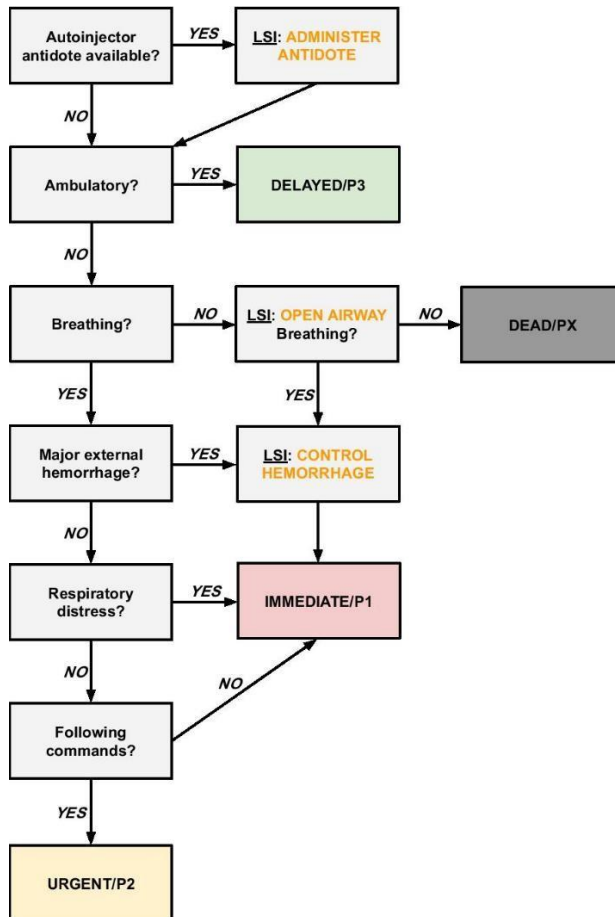 Autoinjector
antidote available?
YES
LSI: ADMINISTER
ANTIDOTE
NO
Ambulatory?
YES
DELAYED/P3
NO
Breathing?
NO
LSI: OPEN AIRWAY
Breathing?
NO
DEAD/PX
YES
YES
Major external
hemorrhage?
YES
LSI: CONTROL
HEMORRHAGE
NO
Respiratory
distress?
YES
IMMEDIATE/P1
NO
NO
Following
commands?
YES
URGENT/P2